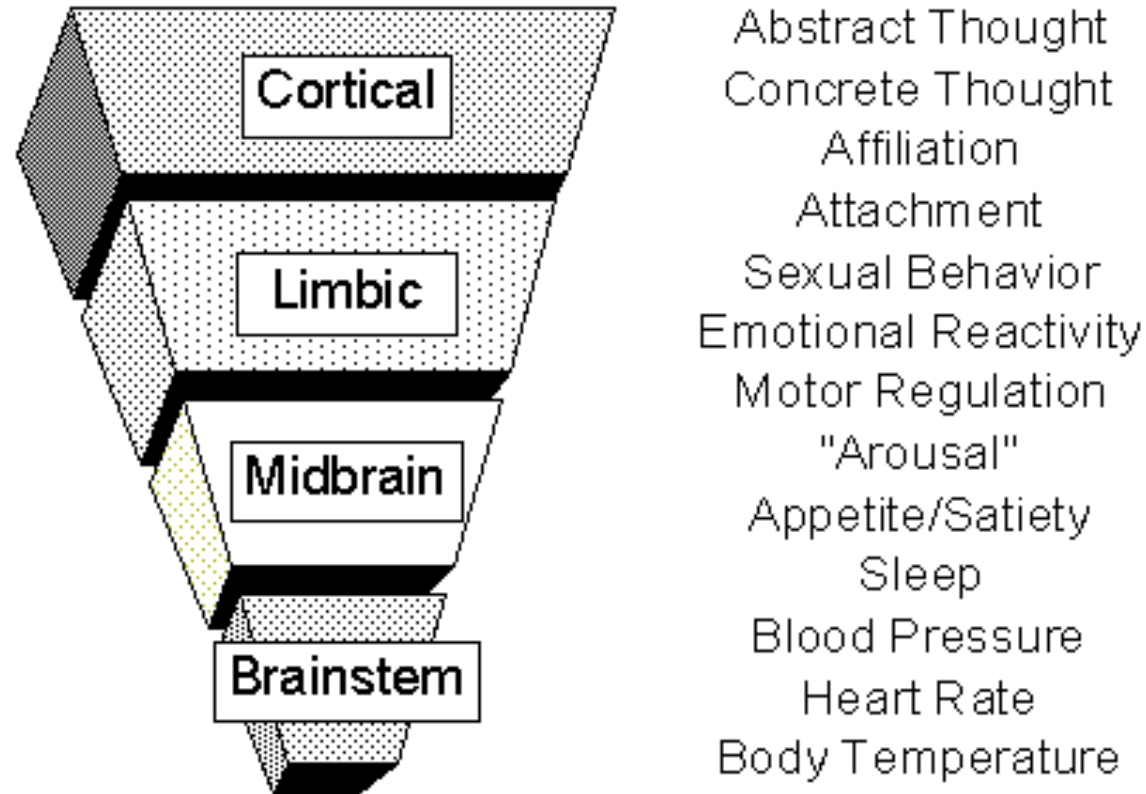 Cortical
Limbic
Midbrain
Brainstem
Abstract Thought
Concrete Thought
Affiliation
Attachment
Sexual Behavior
Emotional Reactivity
Motor Regulation
"Arousal"
Appetite/Satiety
Sleep
Blood Pressure
Heart Rate
Body Temperature